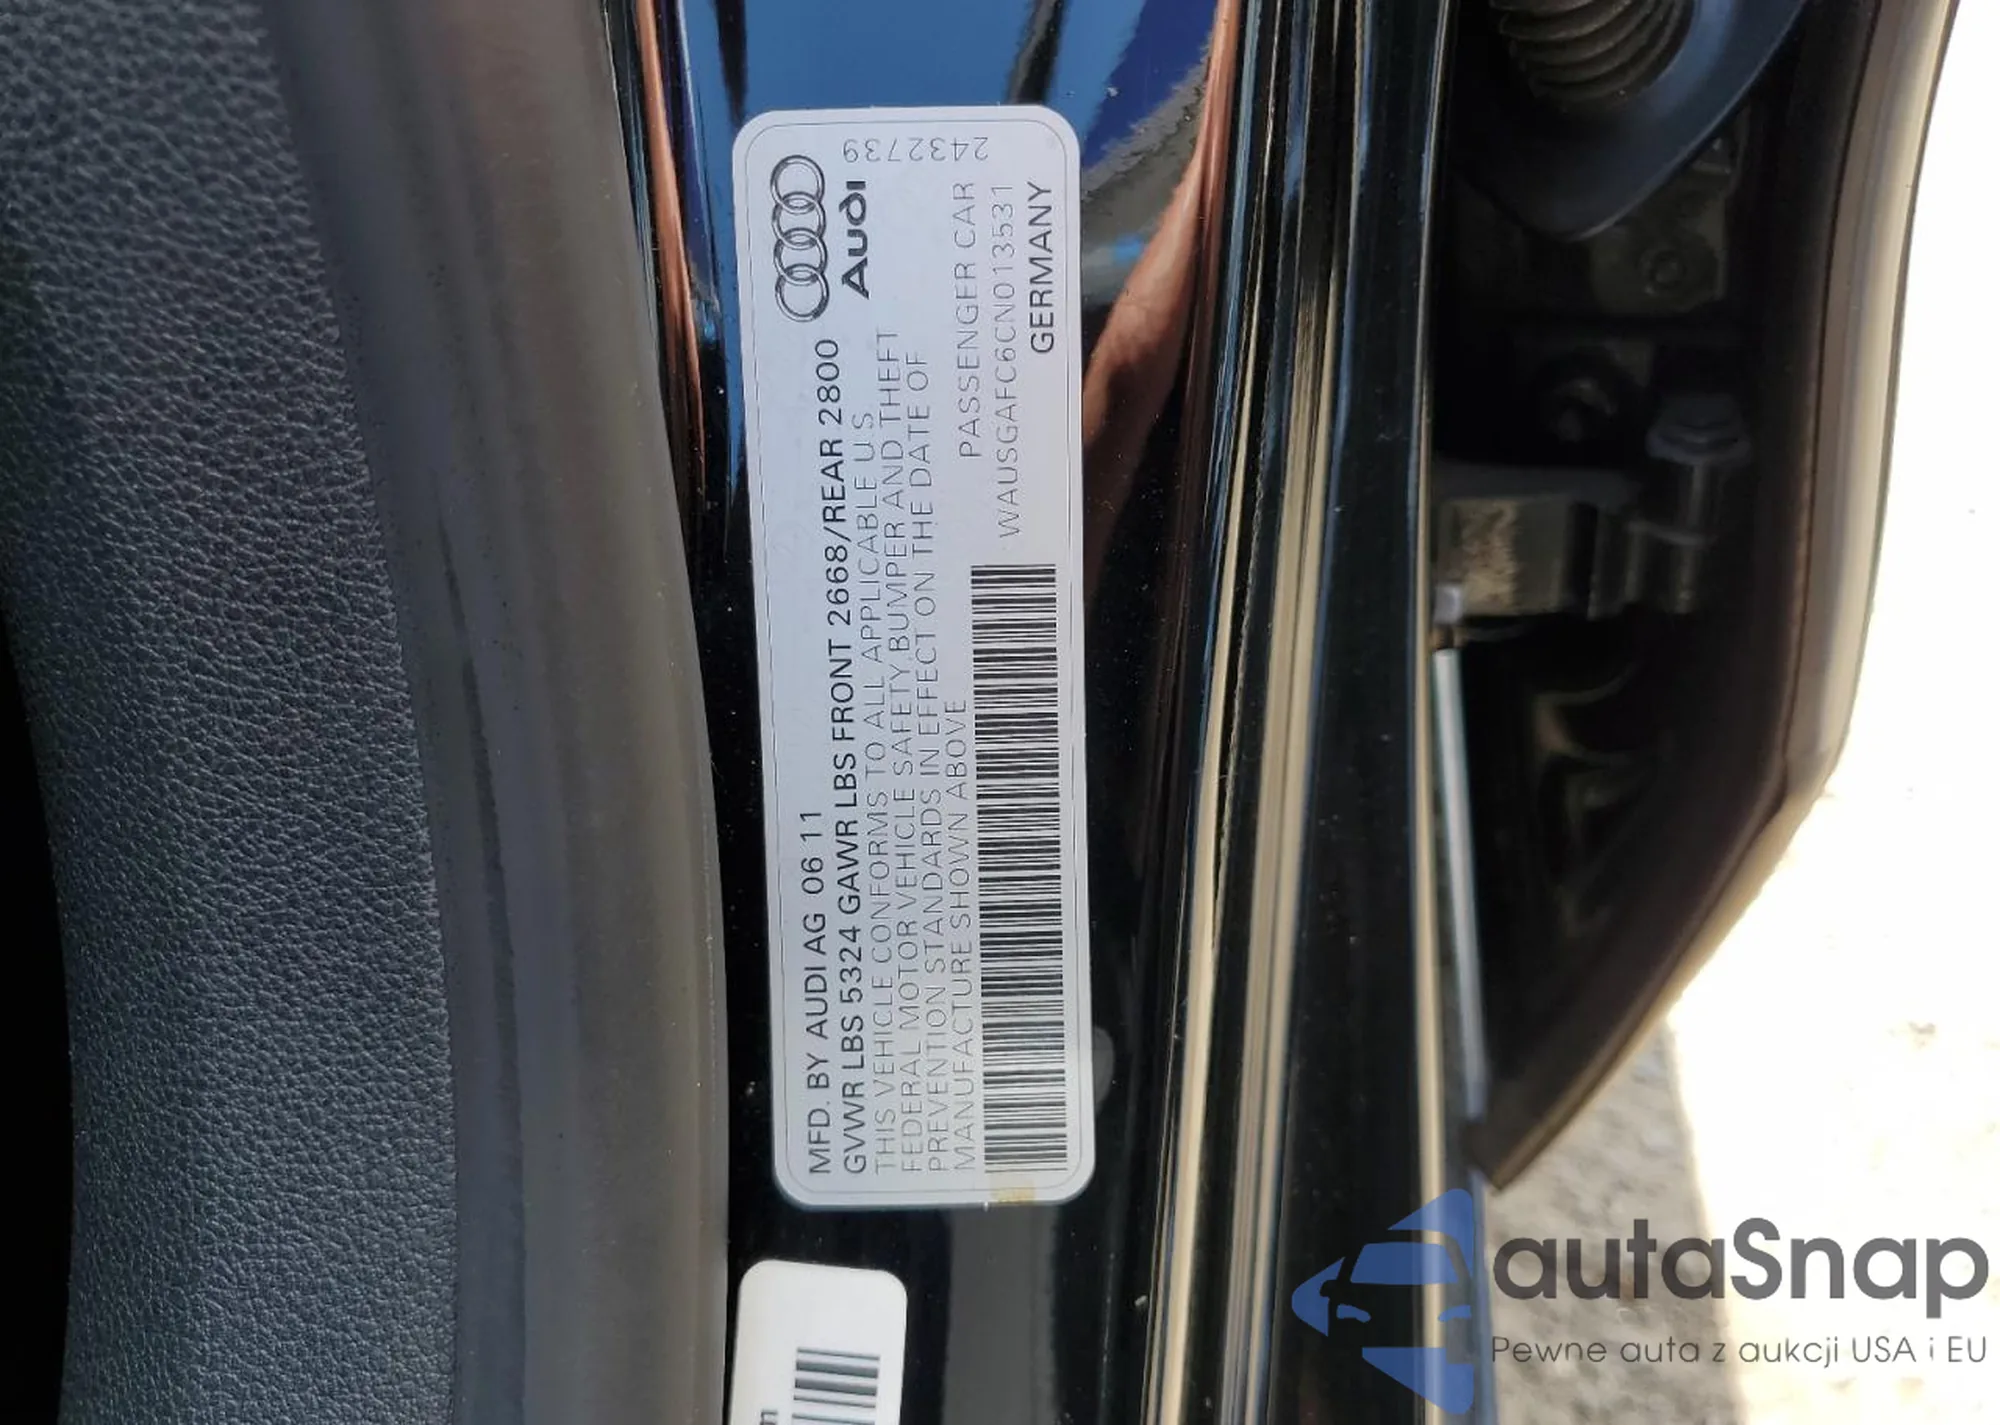 MFD. BY AUDI AG 06 11
GVWR LBS 5324 GAWR LBS FRONT 2668/REAR 2800
THIS VEHICLE CONFORMS TO ALL APPLICABLE U S
FEDERAL MOTOR VEHICLE SAFETY,BUMPER AND THEFT
PREVENTION STANDARDS IN EFFECT ON THE DATE OF
MANUFACTURE SHOWN ABOVE
Audi
2432739
PASSENGER CAR
WAUSGAFC6CN013531
GERMANY
autaSnap
Pewne auta z aukcji USA i EU